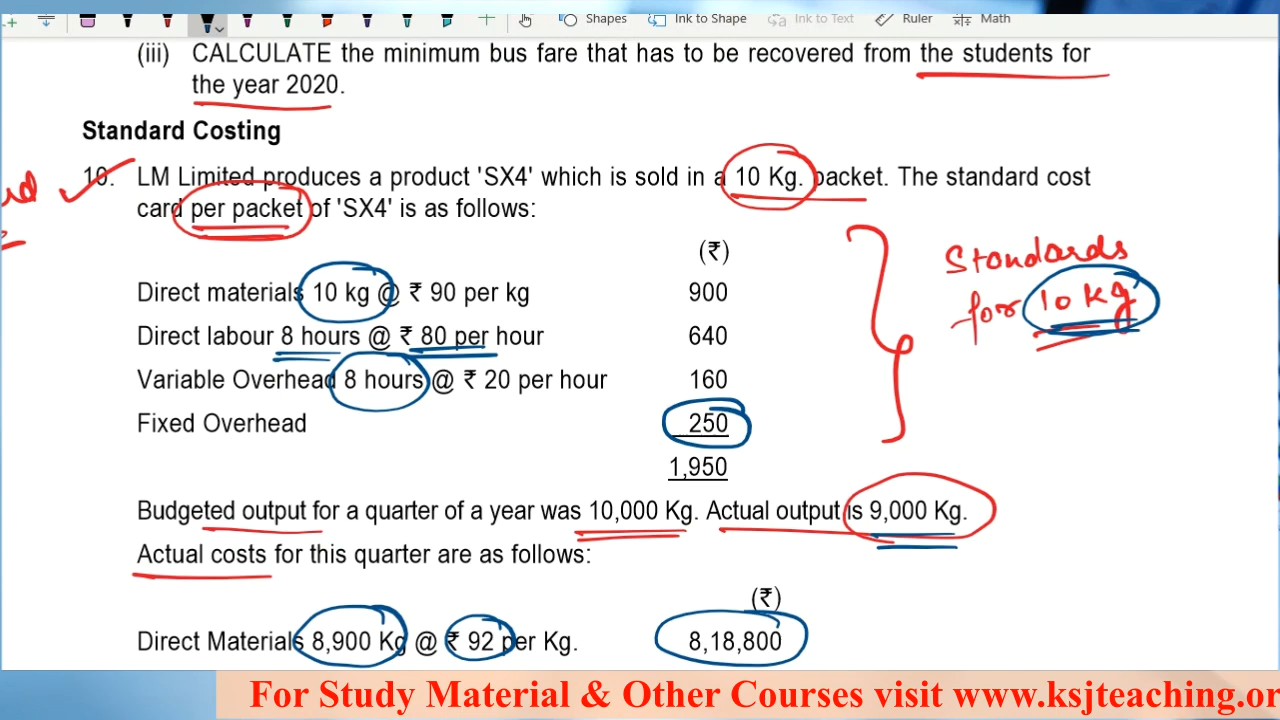 Shapes Ink to Shape Ink to Text Ruler Math
(iii) CALCULATE the minimum bus fare that has to be recovered from the students for
the year 2020.
Standard Costing
10. LM Limited produces a product 'SX4' which is sold in a 10 Kg. packet. The standard cost
card per packet of 'SX4' is as follows:
(₹)
Direct materials 10 kg @ ₹ 90 per kg 900
Direct labour 8 hours @ ₹ 80 per hour 640
Variable Overhead 8 hours @ ₹ 20 per hour 160
Fixed Overhead 250
1,950
Standards
for 10 kg
Budgeted output for a quarter of a year was 10,000 Kg. Actual output is 9,000 Kg.
Actual costs for this quarter are as follows:
(₹)
Direct Materials 8,900 Kg @ ₹ 92 per Kg. 8,18,800
For Study Material & Other Courses visit www.ksjteaching.or